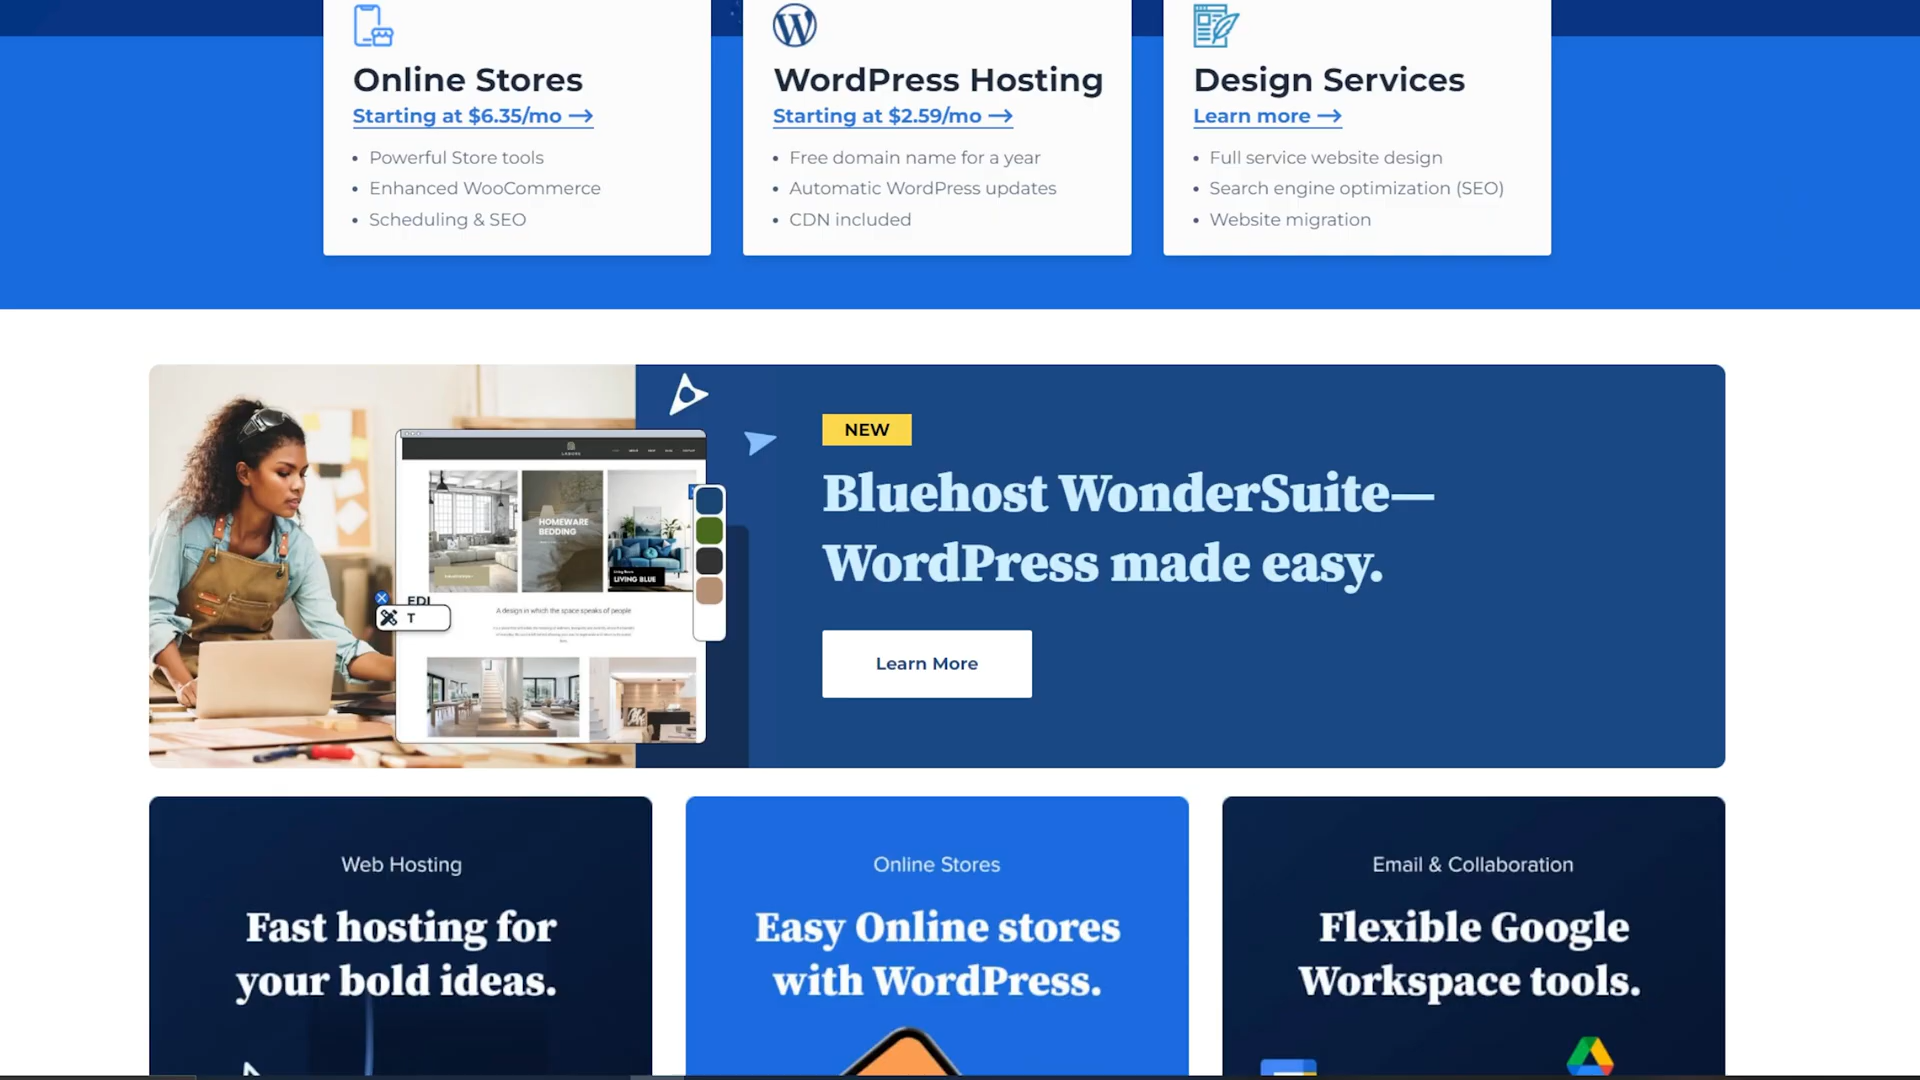 Online Stores
Starting at $6.35/mo
• Powerful Store tools
• Enhanced WooCommerce
• Scheduling & SEO
WordPress Hosting
Starting at $2.59/mo
• Free domain name for a year
• Automatic WordPress updates
• CDN included
Design Services
Learn more
• Full service website design
• Search engine optimization (SEO)
• Website migration
HOMEWARE
BEDDING
LIVING BLUE
EDI
T
A design in which the space speaks of people
NEW
Bluehost WonderSuite—
WordPress made easy.
Learn More
Web Hosting
Fast hosting for
your bold ideas.
Online Stores
Easy Online stores
with WordPress.
Email & Collaboration
Flexible Google
Workspace tools.